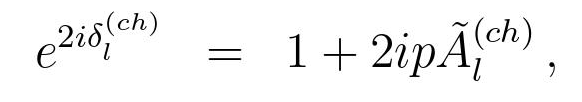 $e^{2i\delta_l^{(ch)}} = 1 + 2ip\tilde{A}_l^{(ch)},$